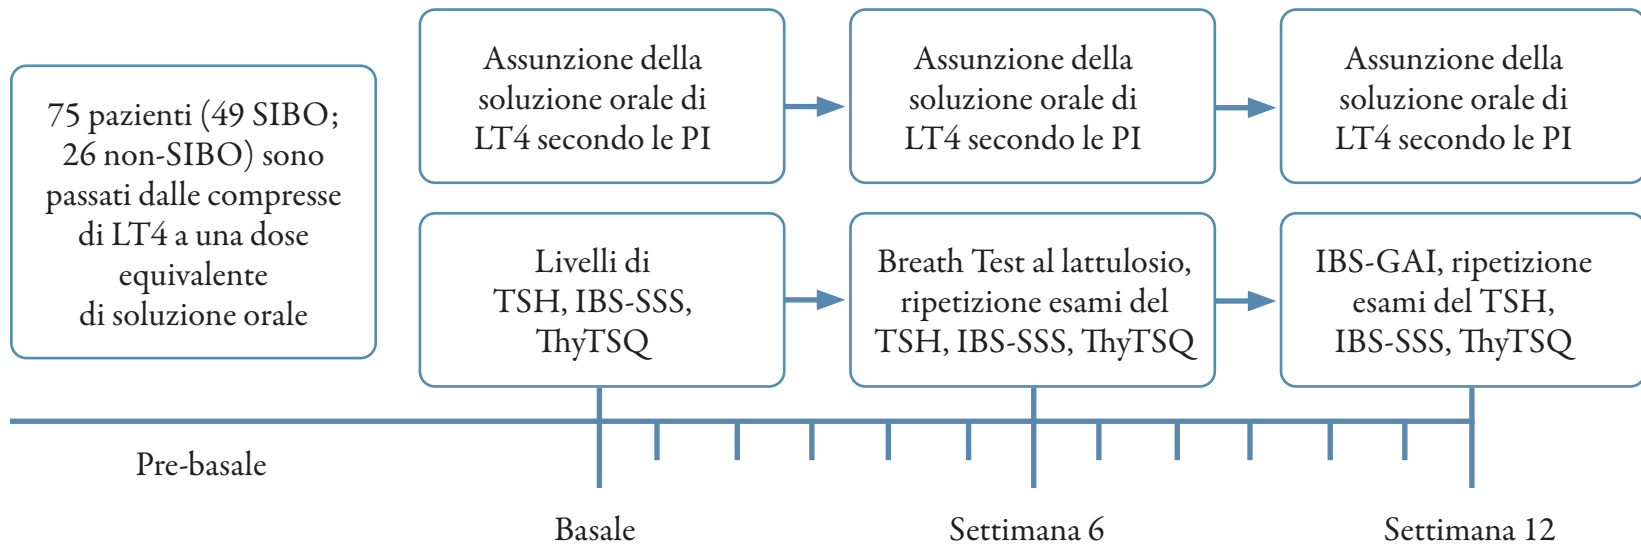 75 pazienti (49 SIBO;
26 non-SIBO) sono
passati dalle compresse
di LT4 a una dose
equivalente
di soluzione orale
Assunzione della
soluzione orale di
LT4 secondo le PI
Assunzione della
soluzione orale di
LT4 secondo le PI
Assunzione della
soluzione orale di
LT4 secondo le PI
Livelli di
TSH, IBS-SSS,
ThyTSQ
Breath Test al lattulosio,
ripetizione esami del
TSH, IBS-SSS, ThyTSQ
IBS-GAI, ripetizione
esami del TSH,
IBS-SSS, ThyTSQ
Pre-basale
Basale
Settimana 6
Settimana 12